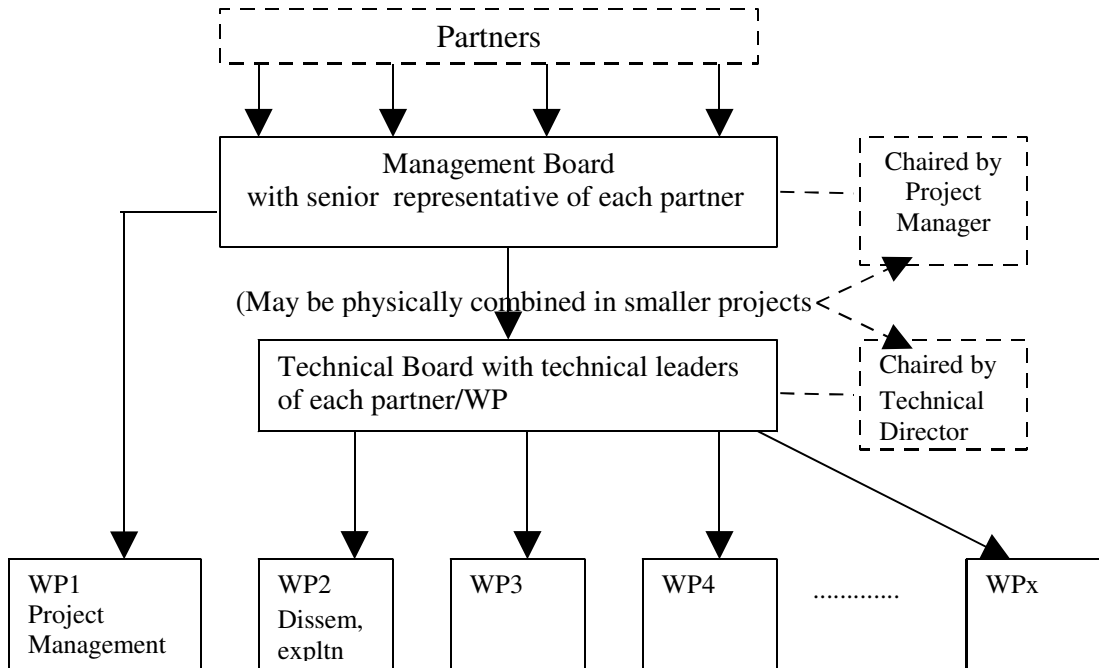 Partners
Management Board
with senior representative of each partner
Chaired by
Project
Manager
(May be physically combined in smaller projects
Technical Board with technical leaders
of each partner/WP
Chaired by
Technical
Director
WP1
Project
Management
WP2
Dissem,
expltn
WP3
WP4
.............
WPx